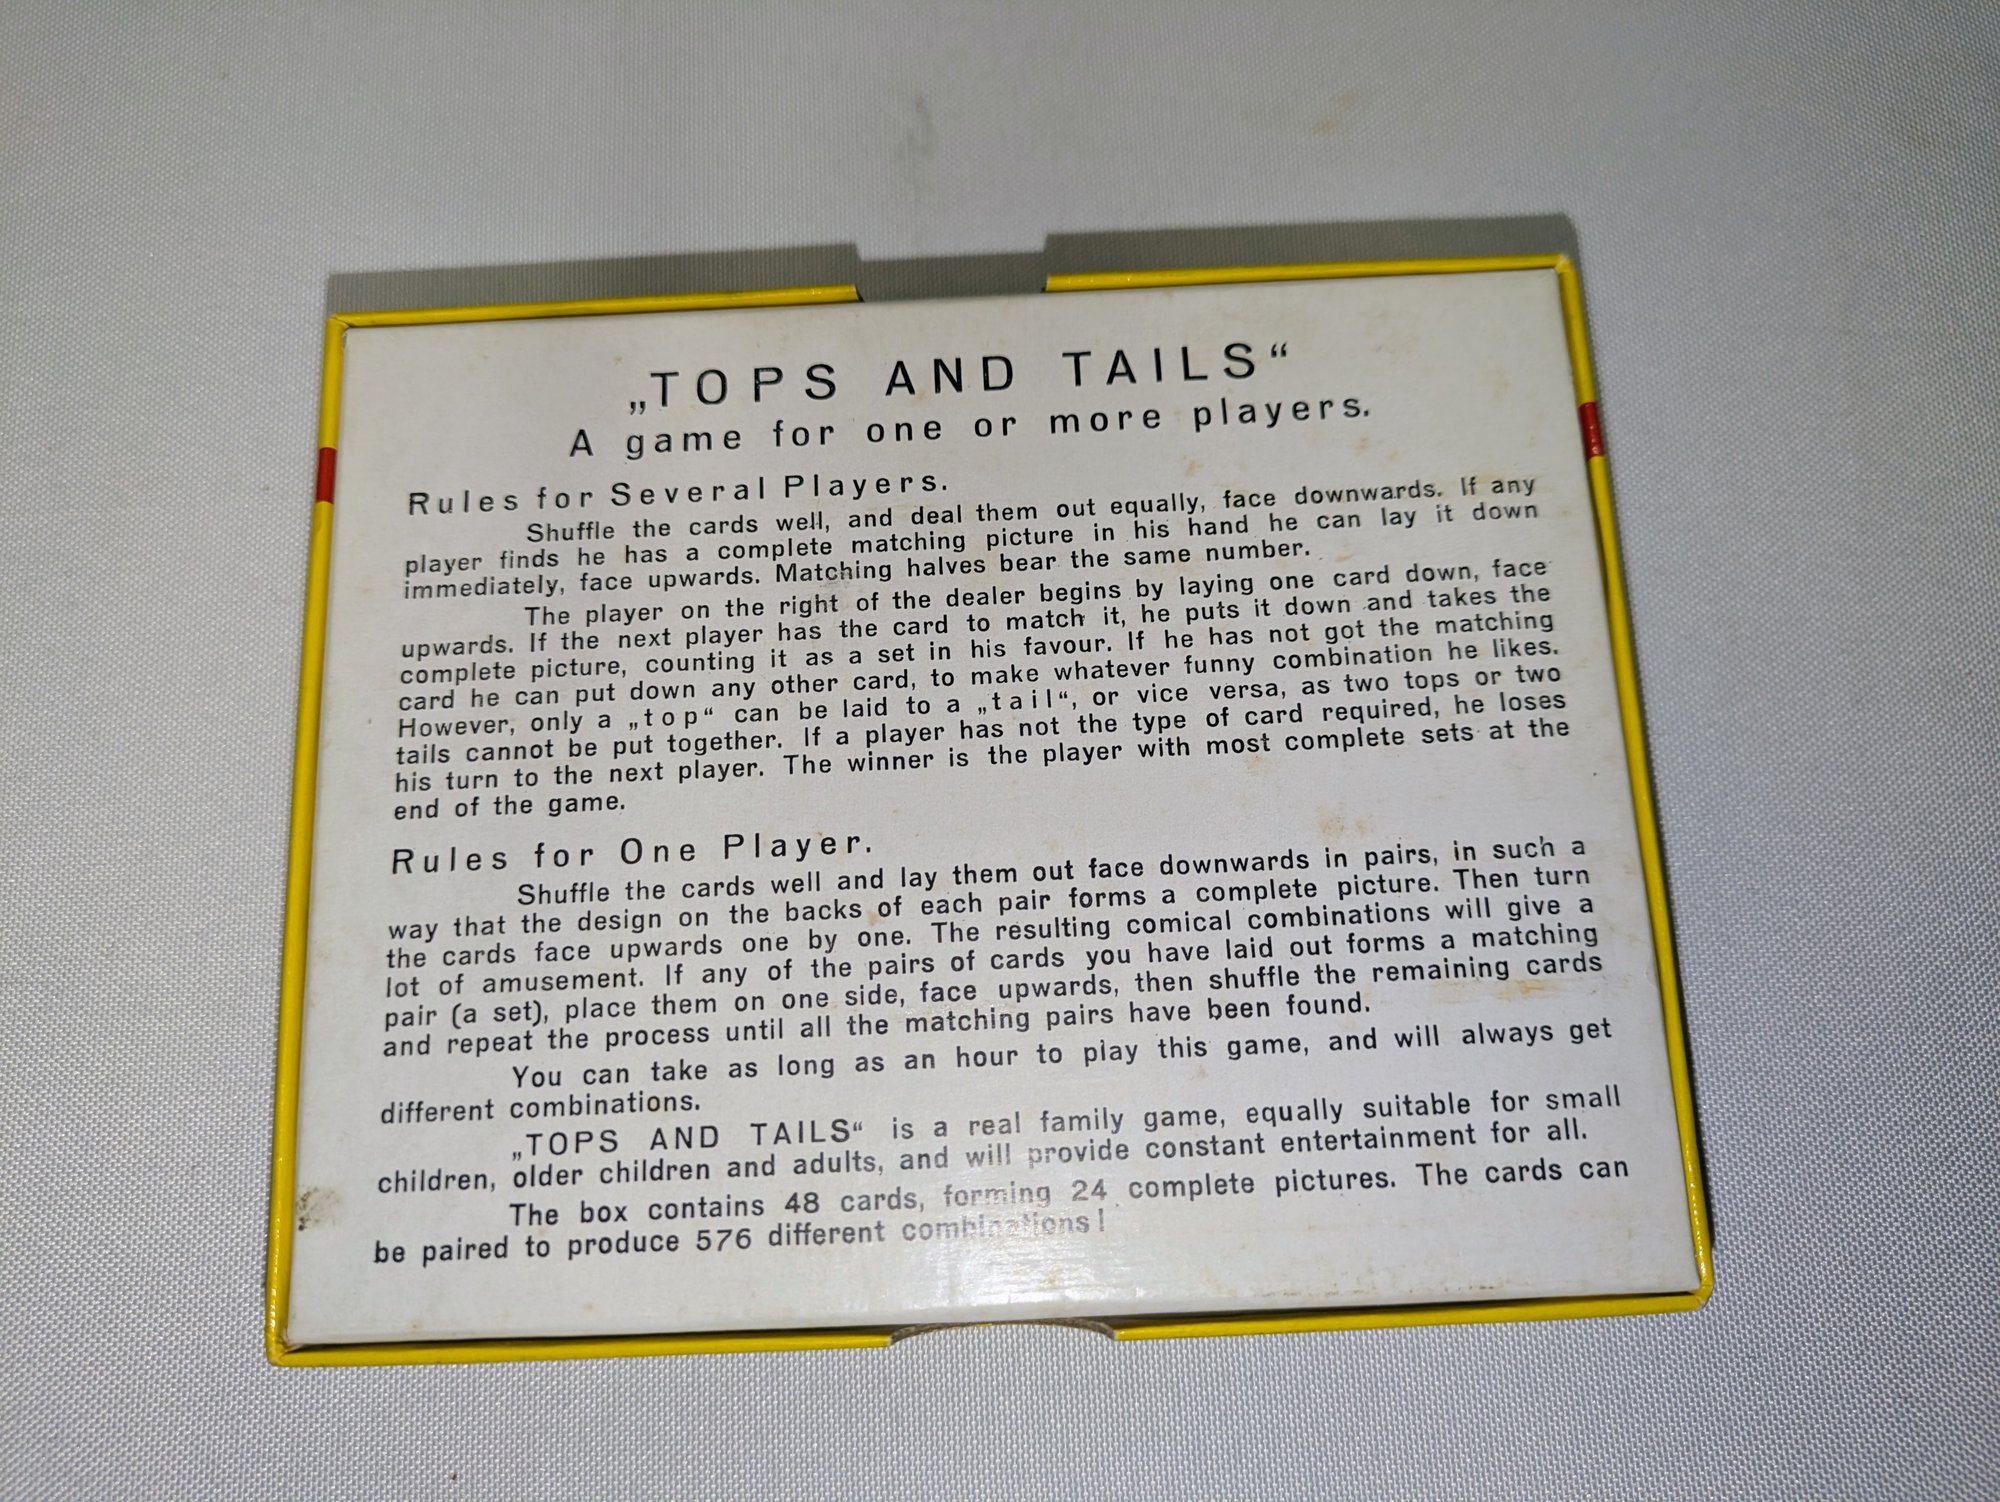 „TOPS AND TAILS“
A game for one or more players.
Rules for Several Players.
Shuffle the cards well, and deal them out equally, face downwards. If any
player finds he has a complete matching picture in his hand he can lay it down
immediately, face upwards. Matching halves bear the same number.
The player on the right of the dealer begins by laying one card down, face
upwards. If the next player has the card to match it, he puts it down and takes the
complete picture, counting it as a set in his favour. If he has not got the matching
card he can put down any other card, to make whatever funny combination he likes.
However, only a „top“ can be laid to a „tail“, or vice versa, as two tops or two
tails cannot be put together. If a player has not the type of card required, he loses
his turn to the next player. The winner is the player with most complete sets at the
end of the game.
Rules for One Player.
Shuffle the cards well and lay them out face downwards in pairs, in such a
way that the design on the backs of each pair forms a complete picture. Then turn
the cards face upwards one by one. The resulting comical combinations will give a
lot of amusement. If any of the pairs of cards you have laid out forms a matching
pair (a set), place them on one side, face upwards, then shuffle the remaining cards
and repeat the process until all the matching pairs have been found.
You can take as long as an hour to play this game, and will always get
different combinations.
„TOPS AND TAILS“ is a real family game, equally suitable for small
children, older children and adults, and will provide constant entertainment for all.
The box contains 48 cards, forming 24 complete pictures. The cards can
be paired to produce 576 different combinations!